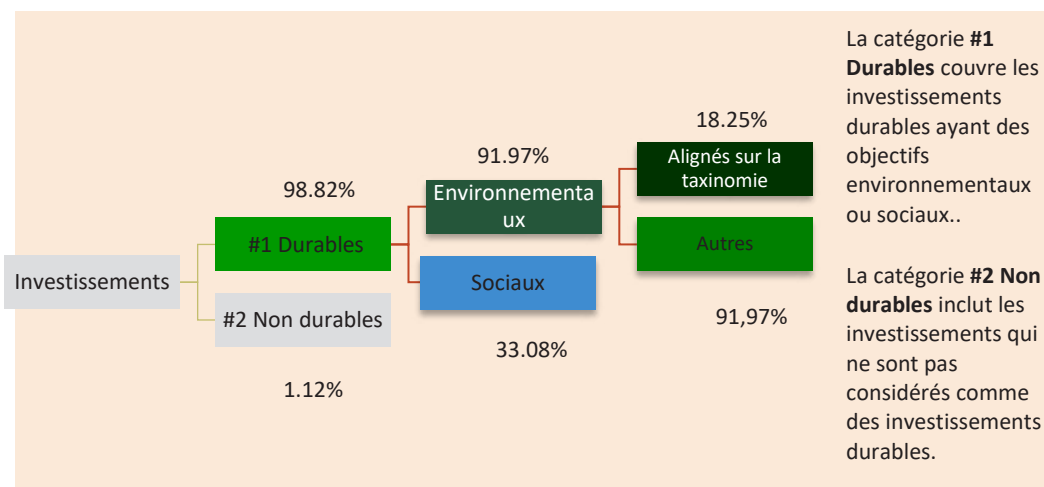 Investissements
98.82%
#1 Durables
#2 Non durables
1.12%
91.97%
Environnementa
ux
Sociaux
33.08%
18.25%
Alignés sur la
taxinomie
Autres
91,97%
La catégorie #1
Durables couvre les
investissements
durables ayant des
objectifs
environnementaux
ou sociaux..
La catégorie #2 Non
durables inclut les
investissements qui
ne sont pas
considérés comme
des investissements
durables.